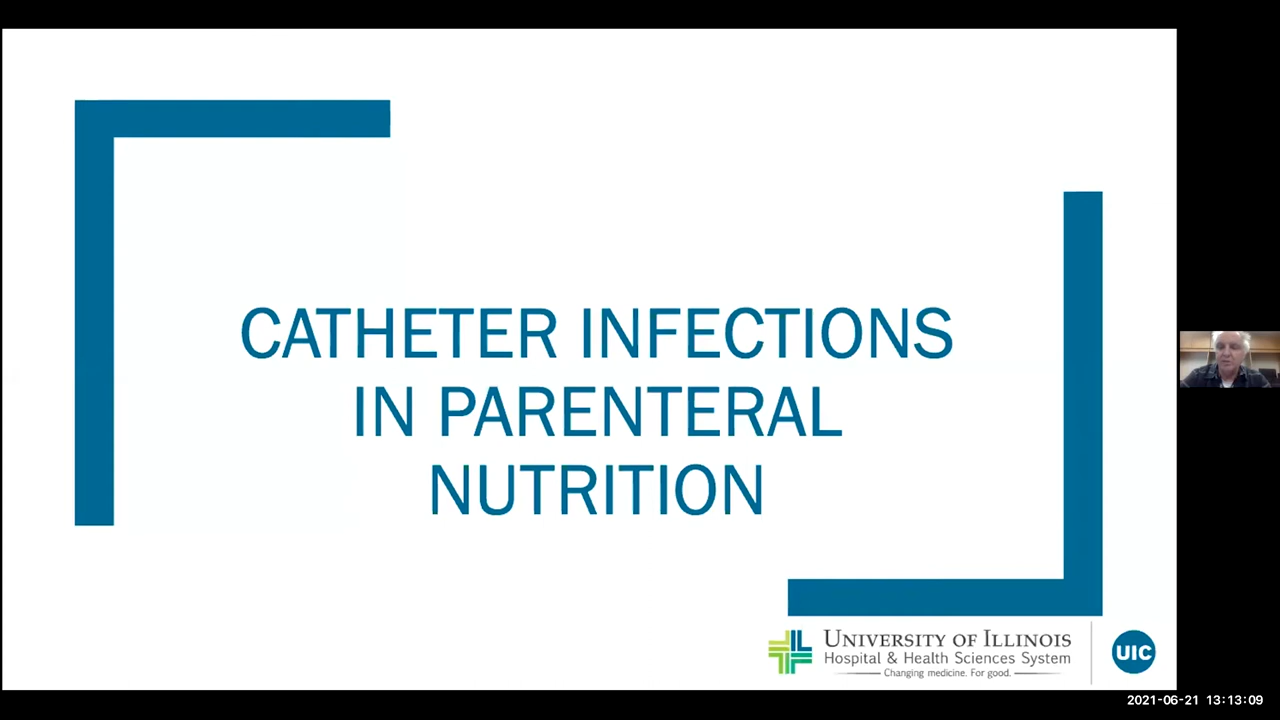 CATHETER INFECTIONS
IN PARENTERAL
NUTRITION
UNIVERSITY OF ILLINOIS
Hospital & Health Sciences System
Changing medicine. For good.
UIC
2021-06-21 13:13:09